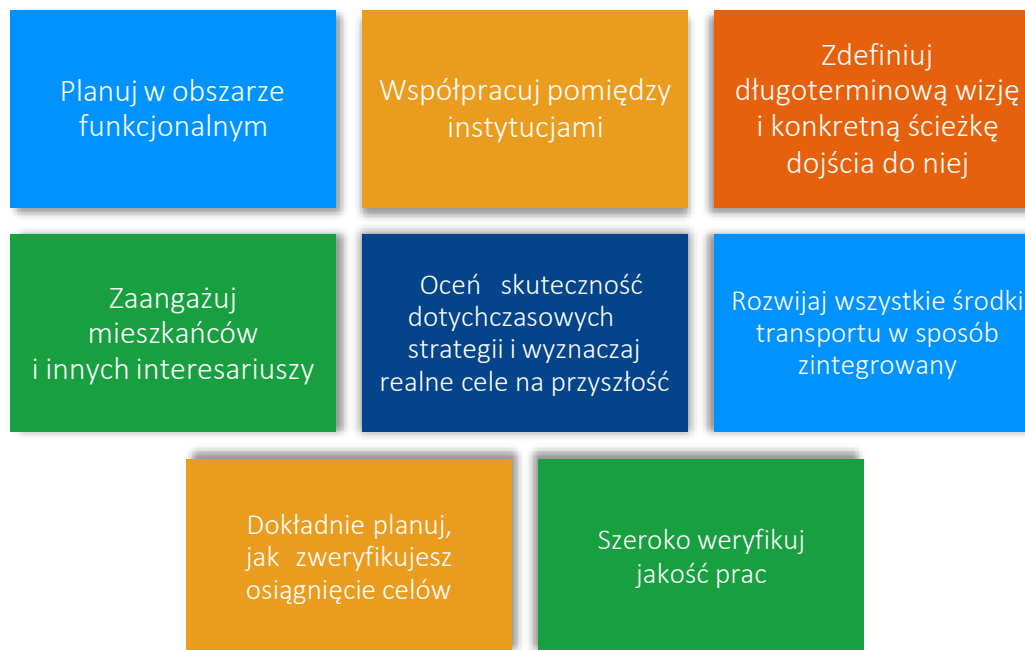 Planuj w obszarze
funkcjonalnym
Współpracuj pomiędzy
instytucjami
Zdefiniuj
długoterminową wizję
i konkretną ścieżkę
dojścia do niej
Zaangażuj
mieszkańców
i innych interesariuszy
Oceń skuteczność
dotychczasowych
strategii i wyznaczaj
realne cele na przyszłość
Rozwijaj wszystkie środki
transportu w sposób
zintegrowany
Dokładnie planuj,
jak zweryfikujesz
osiągnięcie celów
Szeroko weryfikuj
jakość prac